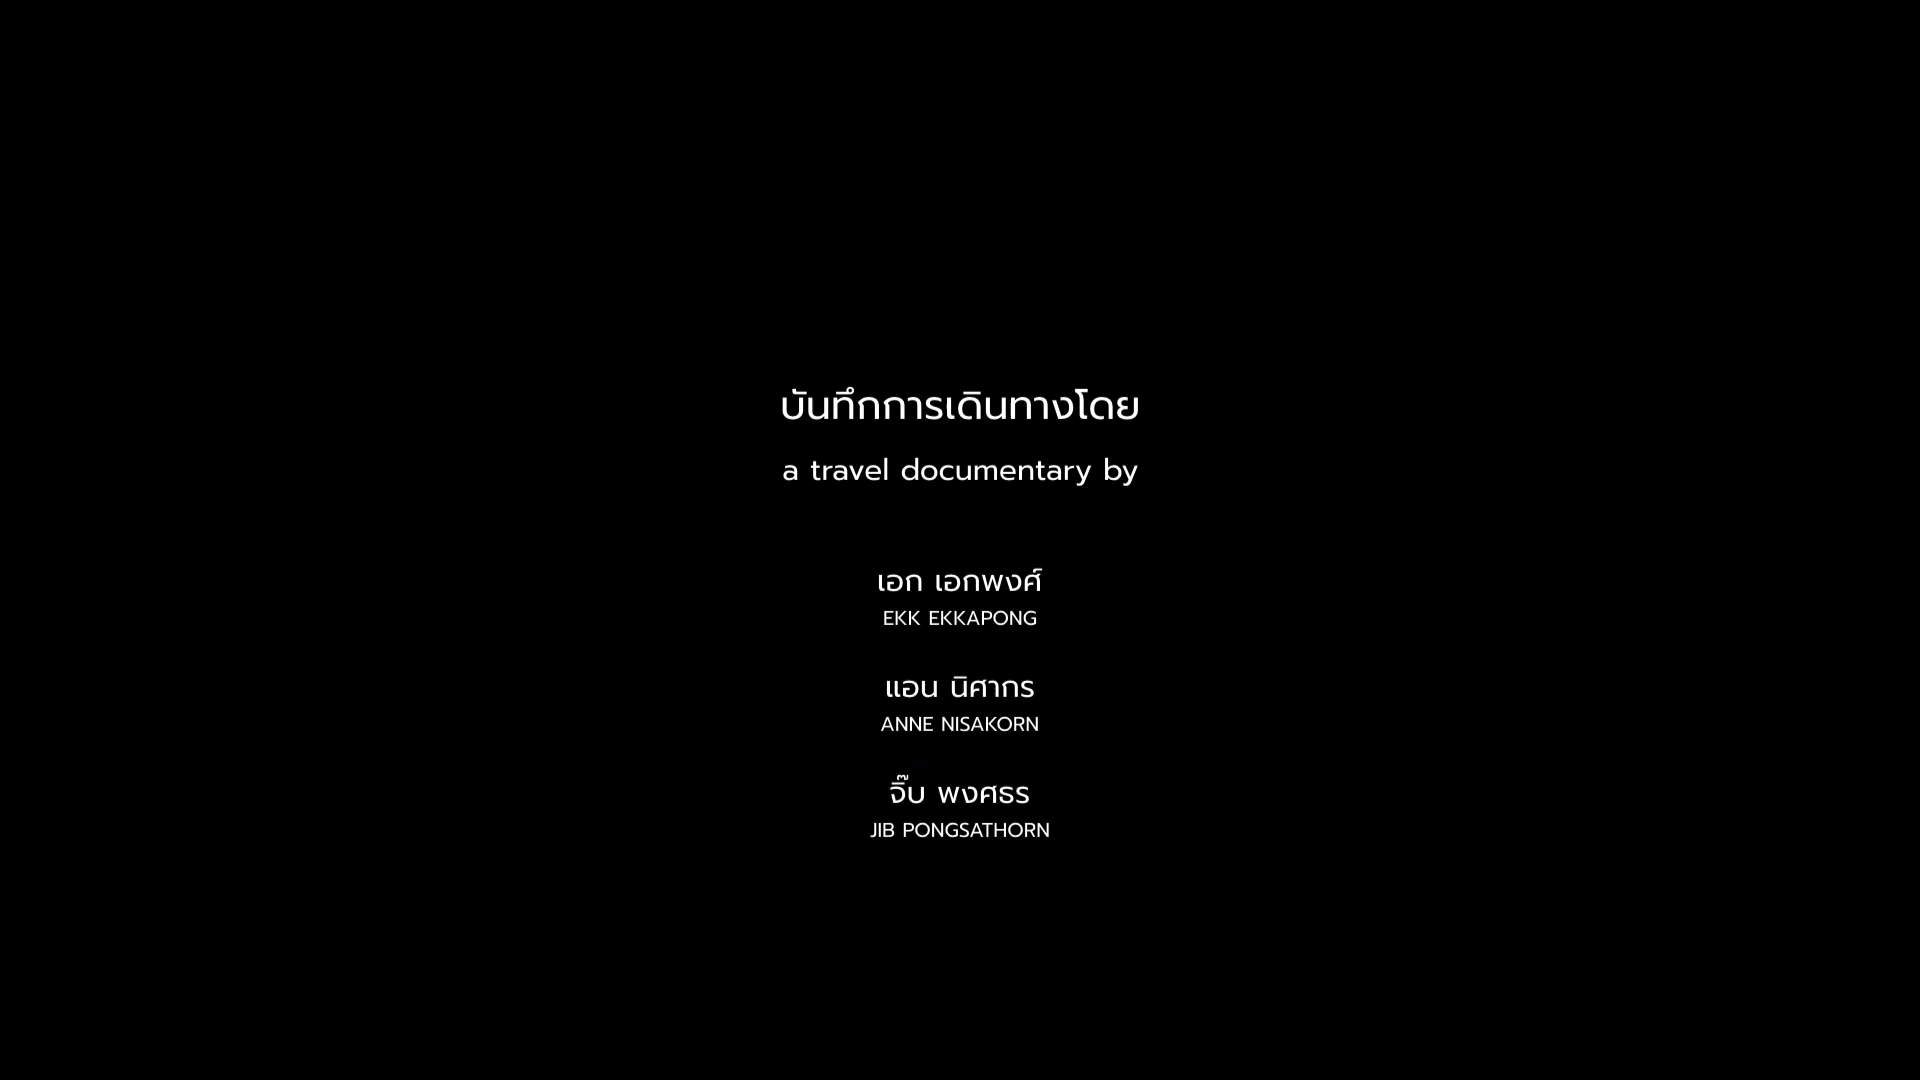 บันทึกการเดินทางโดย
a travel documentary by
เอก เอกพงศ์
EKK EKKAPONG
แอน นิศากร
ANNE NISAKORN
จิ๊บ พงศธร
JIB PONGSATHORN